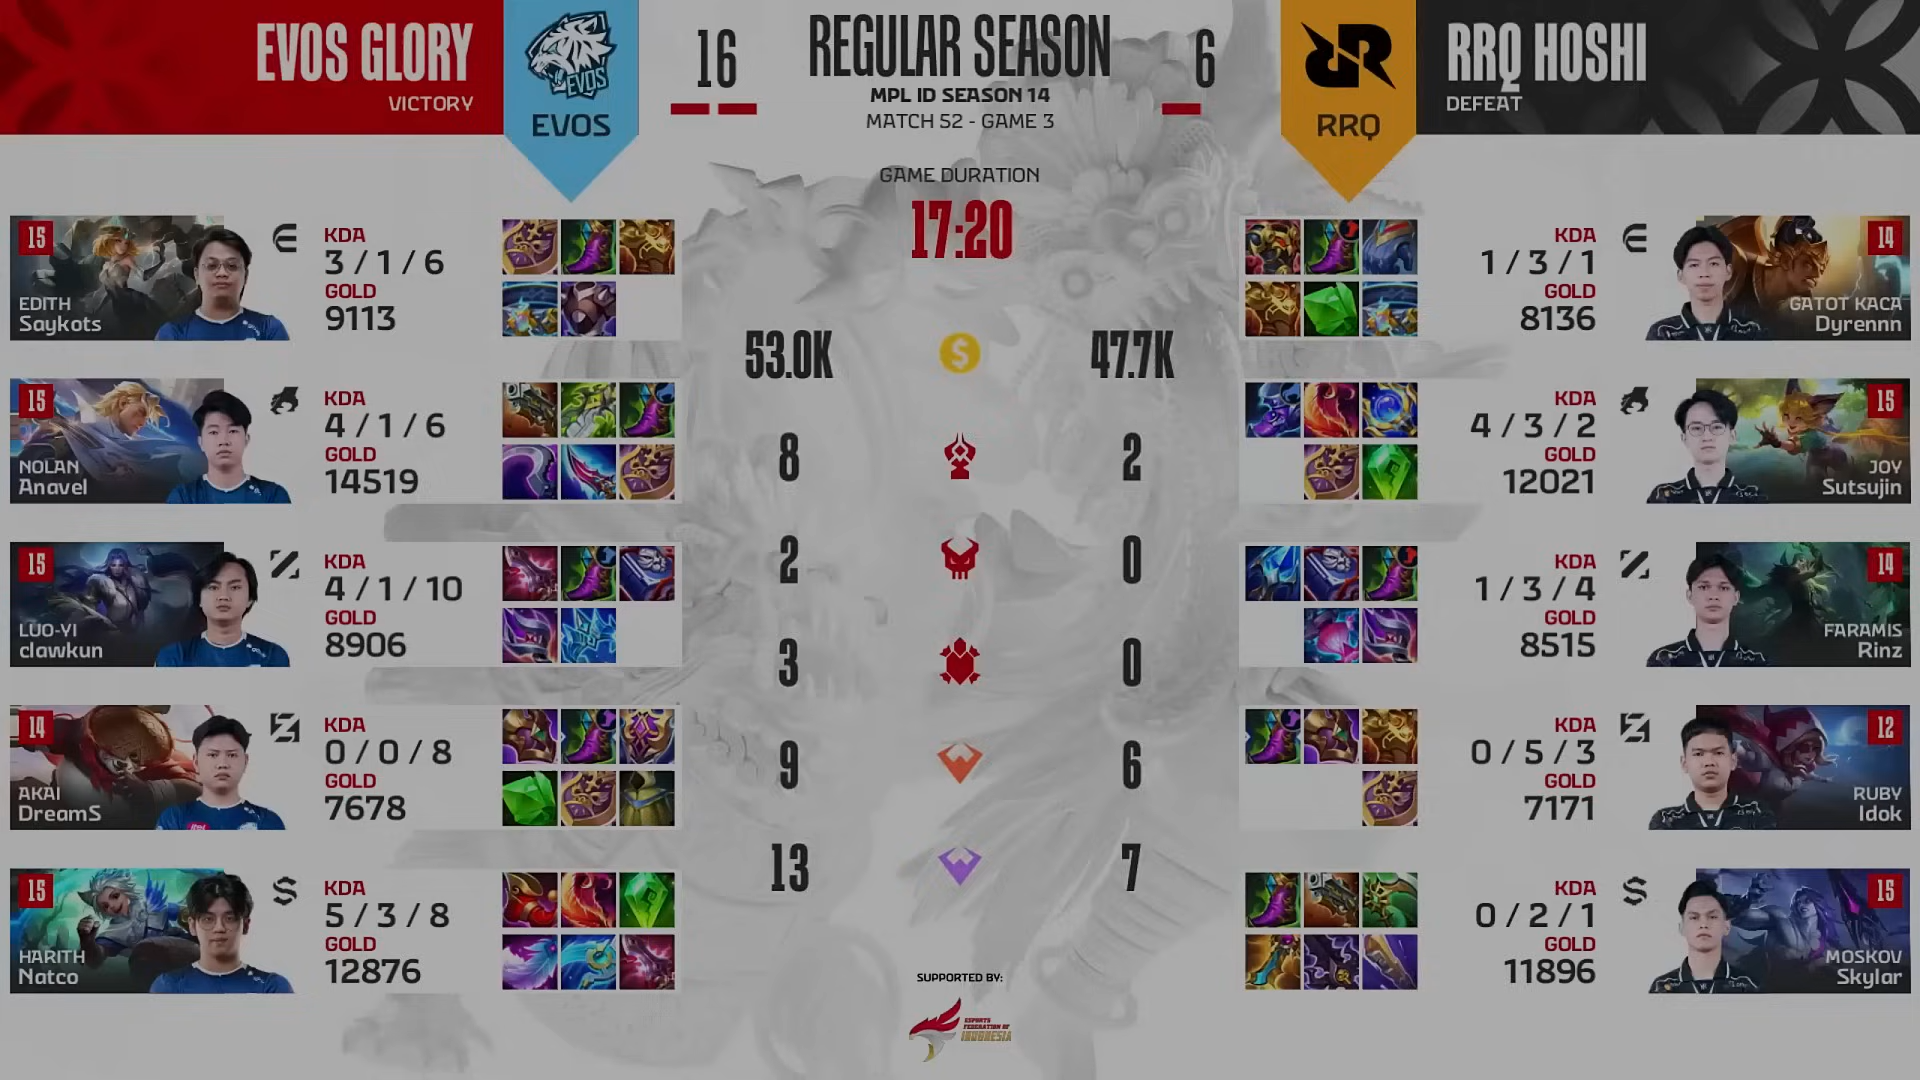 EVOS GLORY
VICTORY
EVOS
EVOS
16
REGULAR SEASON
MPL ID SEASON 14
MATCH 52 - GAME 3
6
RRQ
RRQ HOSHI
DEFEAT
GAME DURATION
17:20
15
EDITH
Saykots
KDA
3 / 1 / 6
GOLD
9113
15
NOLAN
Anavel
KDA
4 / 1 / 6
GOLD
14519
15
LUO-YI
clawkun
KDA
4 / 1 / 10
GOLD
8906
14
AKAI
DreamS
itel
KDA
0 / 0 / 8
GOLD
7678
15
HARITH
Natco
KDA
5 / 3 / 8
GOLD
12876
53.0K
47.7K
8
2
2
0
3
0
9
6
13
7
SUPPORTED BY:
ESPORTS
FEDERATION OF
INDONESIA
KDA
1 / 3 / 1
GOLD
8136
14
GATOT KACA
Dyrennn
KDA
4 / 3 / 2
GOLD
12021
15
JOY
Sutsujin
KDA
1 / 3 / 4
GOLD
8515
14
FARAMIS
Rinz
KDA
0 / 5 / 3
GOLD
7171
12
RUBY
Idok
KDA
0 / 2 / 1
GOLD
11896
15
MOSKOV
Skylar